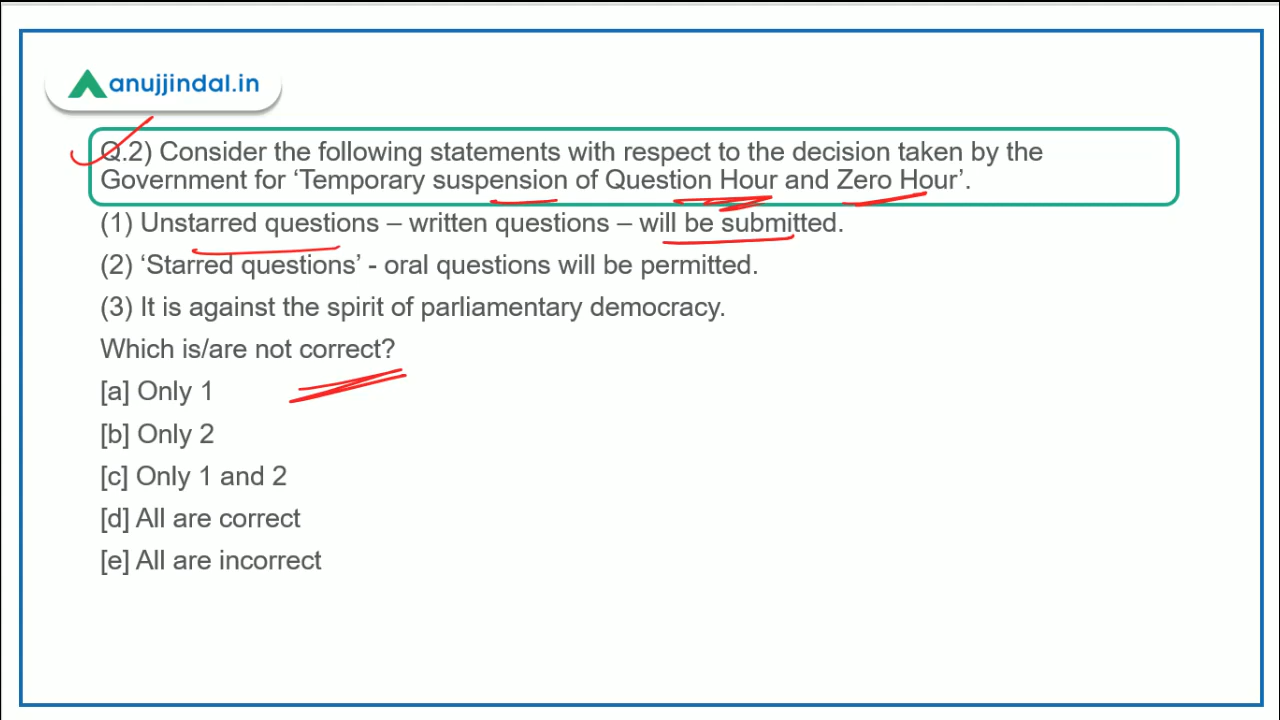 anujjindal.in
Q.2) Consider the following statements with respect to the decision taken by the
Government for ‘Temporary suspension of Question Hour and Zero Hour’.
(1) Unstarred questions – written questions – will be submitted.
(2) ‘Starred questions’ - oral questions will be permitted.
(3) It is against the spirit of parliamentary democracy.
Which is/are not correct?
[a] Only 1
[b] Only 2
[c] Only 1 and 2
[d] All are correct
[e] All are incorrect